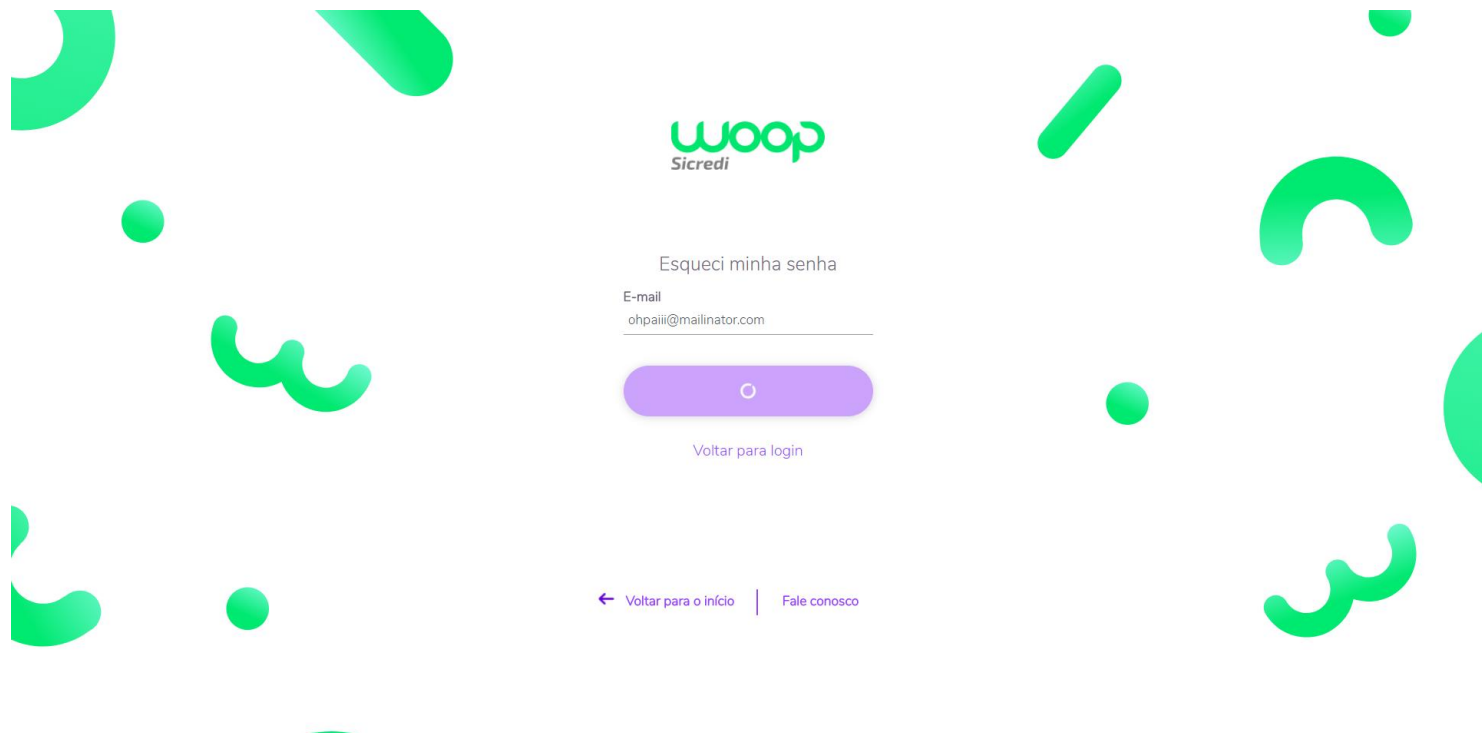 woop
Sicredi
Esqueci minha senha
E-mail
ohpaiii@mailinator.com
Voltar para login
← Voltar para o início | Fale conosco